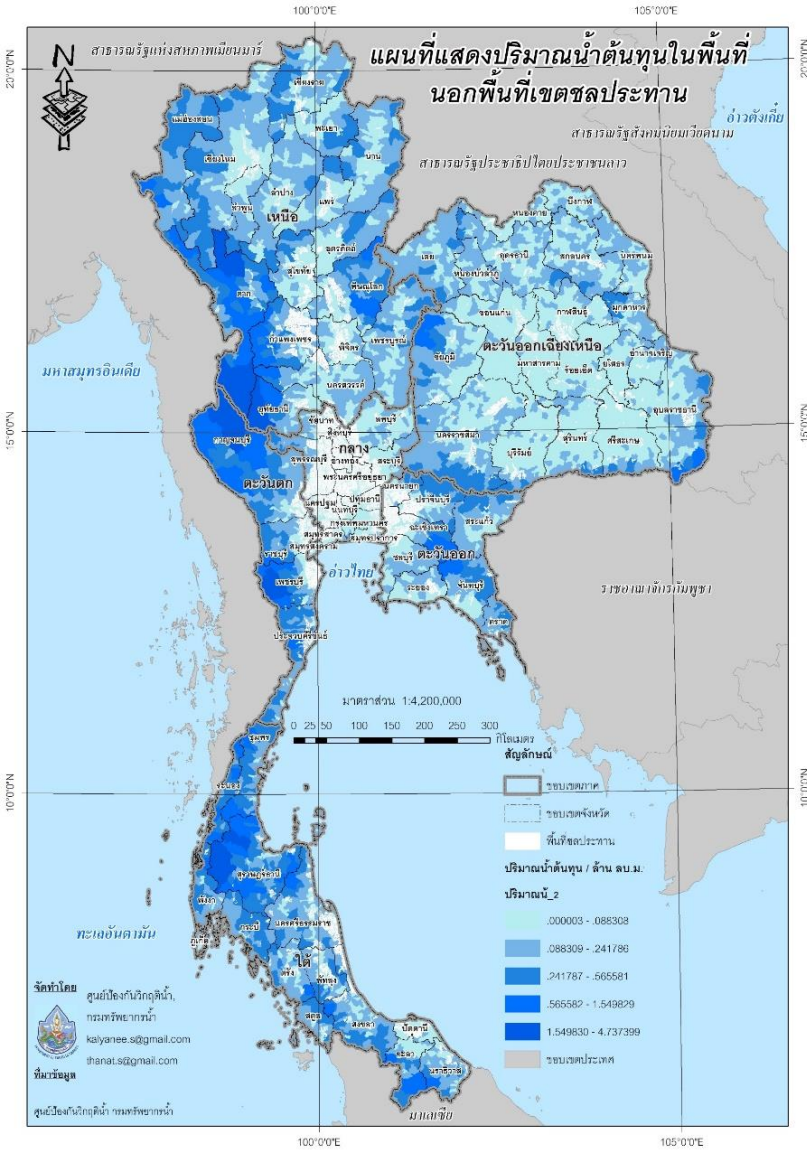 100°0'0"E
105°0'0"E
แผนที่แสดงปริมาณน้ำต้นทุนในพื้นที่
นอกพื้นที่เขตชลประทาน
N
20°0'0"N
20°0'0"N
สาธารณรัฐแห่งสหภาพเมียนมาร์
อ่าวตังเกี๋ย
สาธารณรัฐสังคมนิยมเวียดนาม
สาธารณรัฐประชาธิปไตยประชาชนลาว
เชียงราย
แม่ฮ่องสอน
พะเยา
เชียงใหม่
น่าน
ลำปาง
ลำพูน
แพร่
เหนือ
อุตรดิตถ์
สุโขทัย
ตาก
พิษณุโลก
กำแพงเพชร
พิจิตร
เพชรบูรณ์
นครสวรรค์
อุทัยธานี
บึงกาฬ
หนองคาย
เลย
อุดรธานี
สกลนคร
นครพนม
หนองบัวลำภู
มุกดาหาร
ขอนแก่น
กาฬสินธุ์
ตะวันออกเฉียงเหนือ
ชัยภูมิ
มหาสารคาม
ร้อยเอ็ด
ยโสธร
อำนาจเจริญ
อุบลราชธานี
นครราชสีมา
บุรีรัมย์
สุรินทร์
ศรีสะเกษ
มหาสมุทรอินเดีย
15°0'0"N
15°0'0"N
ชัยนาท
สิงห์บุรี
ลพบุรี
กลาง
กาญจนบุรี
สุพรรณบุรี
อ่างทอง
สระบุรี
ตะวันตก
พระนครศรีอยุธยา
นครนายก
นครปฐม
ปทุมธานี
ปราจีนบุรี
นนทบุรี
กรุงเทพมหานคร
ฉะเชิงเทรา
สระแก้ว
สมุทรสาคร
สมุทรปราการ
สมุทรสงคราม
ราชบุรี
ชลบุรี
ตะวันออก
เพชรบุรี
อ่าวไทย
ระยอง
จันทบุรี
ตราด
ราชอาณาจักรกัมพูชา
ประจวบคีรีขันธ์
มาตราส่วน 1:4,200,000
0 25 50 100 150 200 250 300
กิโลเมตร
ชุมพร
ระนอง
10°0'0"N
10°0'0"N
สุราษฎร์ธานี
พังงา
กระบี่
นครศรีธรรมราช
ภูเก็ต
ใต้
ตรัง
พัทลุง
สตูล
สงขลา
ปัตตานี
ยะลา
นราธิวาส
มาเลเซีย
ทะเลอันดามัน
สัญลักษณ์
ขอบเขตภาค
ขอบเขตจังหวัด
พื้นที่ชลประทาน
ปริมาณน้ำต้นทุน / ล้าน ลบ.ม.
ปริมาณน้_2
.000003 - .088308
.088309 - .241786
.241787 - .565581
.565582 - 1.549829
1.549830 - 4.737399
ขอบเขตประเทศ
จัดทำโดย
ศูนย์ป้องกันวิกฤติน้ำ,
กรมทรัพยากรน้ำ
kalyanee.s@gmail.com
thanat.s@gmail.com
ที่มาข้อมูล
ศูนย์ป้องกันวิกฤติน้ำ กรมทรัพยากรน้ำ
100°0'0"E
105°0'0"E